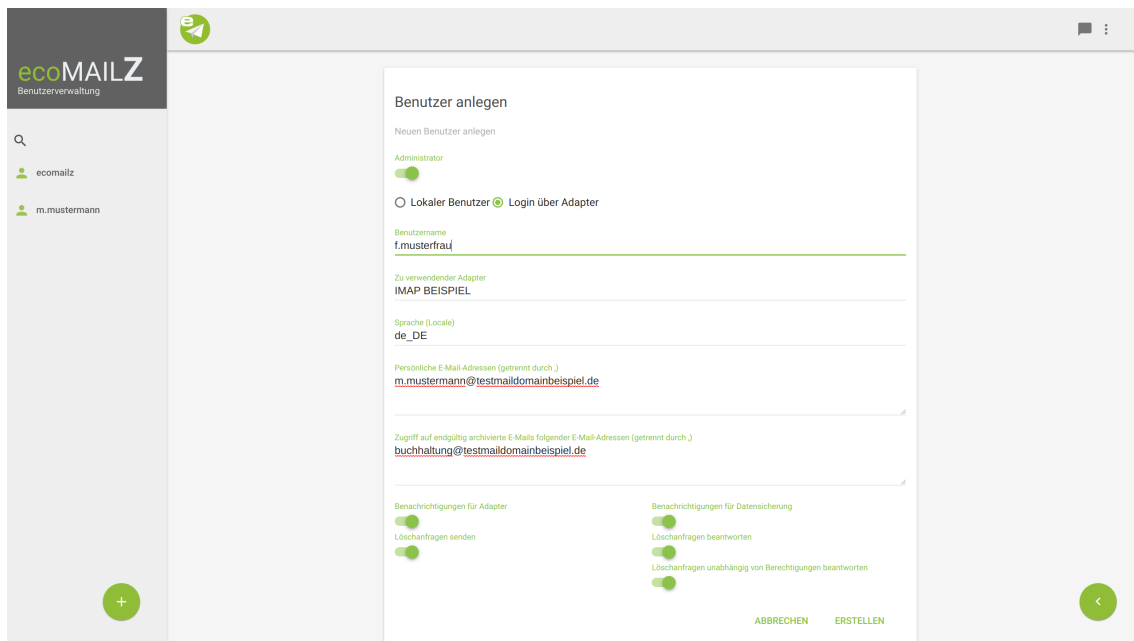 ecoMAILZ
Benutzerverwaltung
ecomailz
m.mustermann
e
Benutzer anlegen
Neuen Benutzer anlegen
Administrator
Lokaler Benutzer Login über Adapter
Benutzername
f.musterfrau
Zu verwendender Adapter
IMAP BEISPIEL
Sprache (Locale)
de_DE
Persönliche E-Mail-Adressen (getrennt durch ,)
m.mustermann@testmaildomainbeispiel.de
Zugriff auf endgültig archivierte E-Mails folgender E-Mail-Adressen (getrennt durch ,)
buchhaltung@testmaildomainbeispiel.de
Benachrichtigungen für Adapter
Benachrichtigungen für Datensicherung
Löschanfragen senden
Löschanfragen beantworten
Löschanfragen unabhängig von Berechtigungen beantworten
ABBRECHEN ERSTELLEN